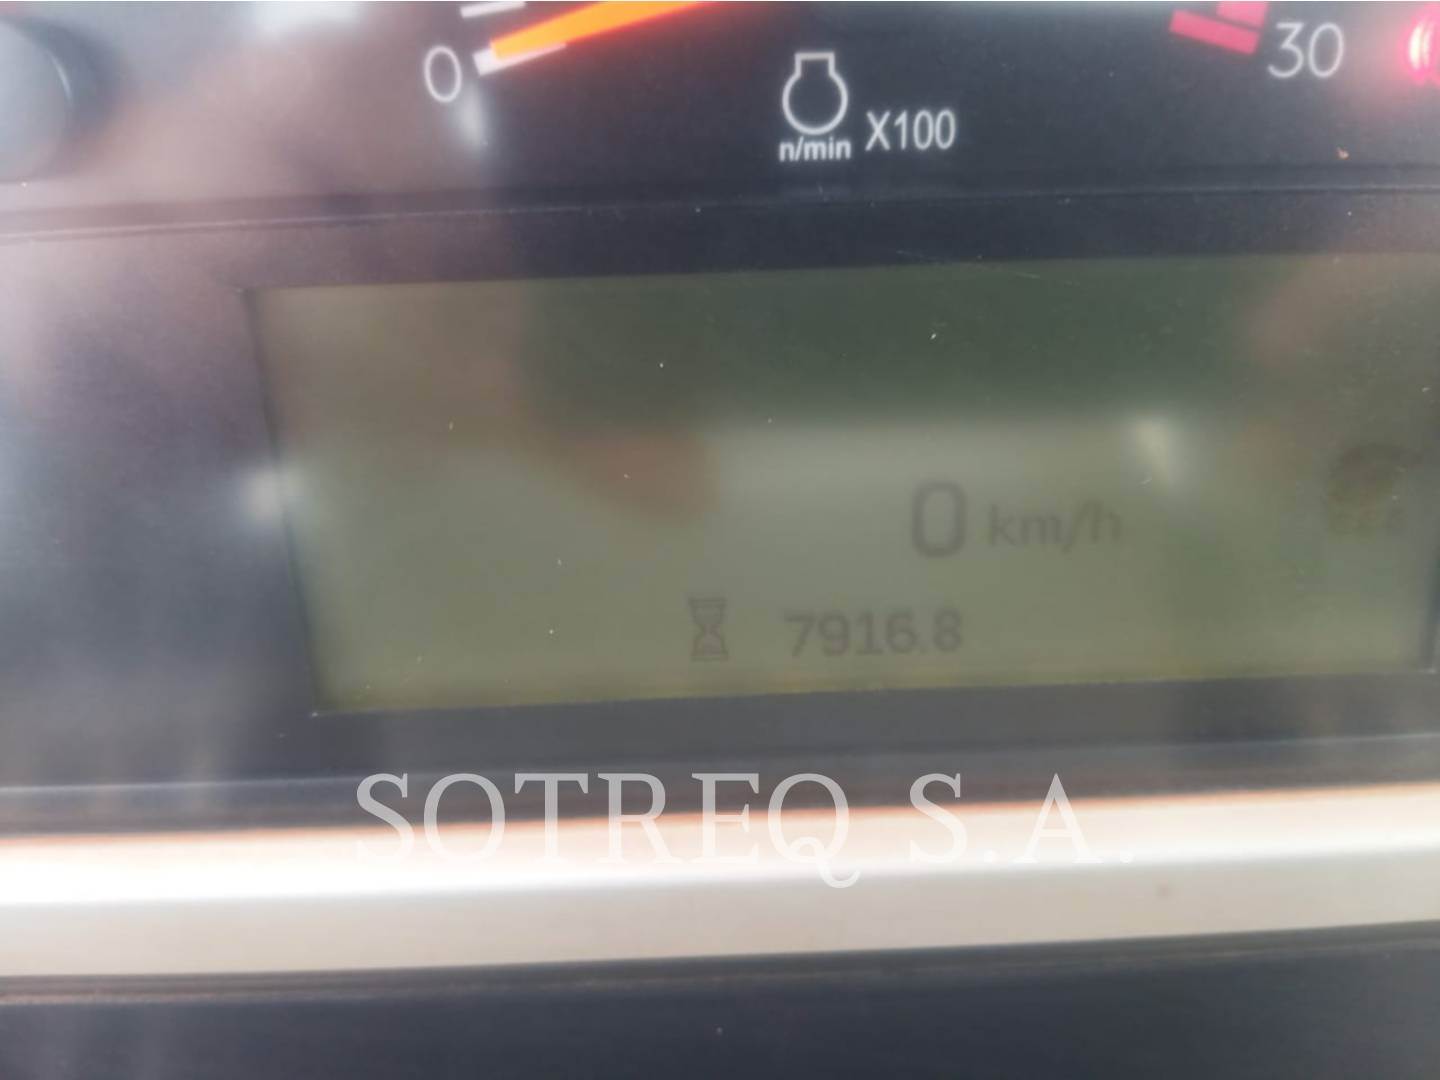 0
30
n/min X100
0 km/h
7916.8
SOTREQ S.A.